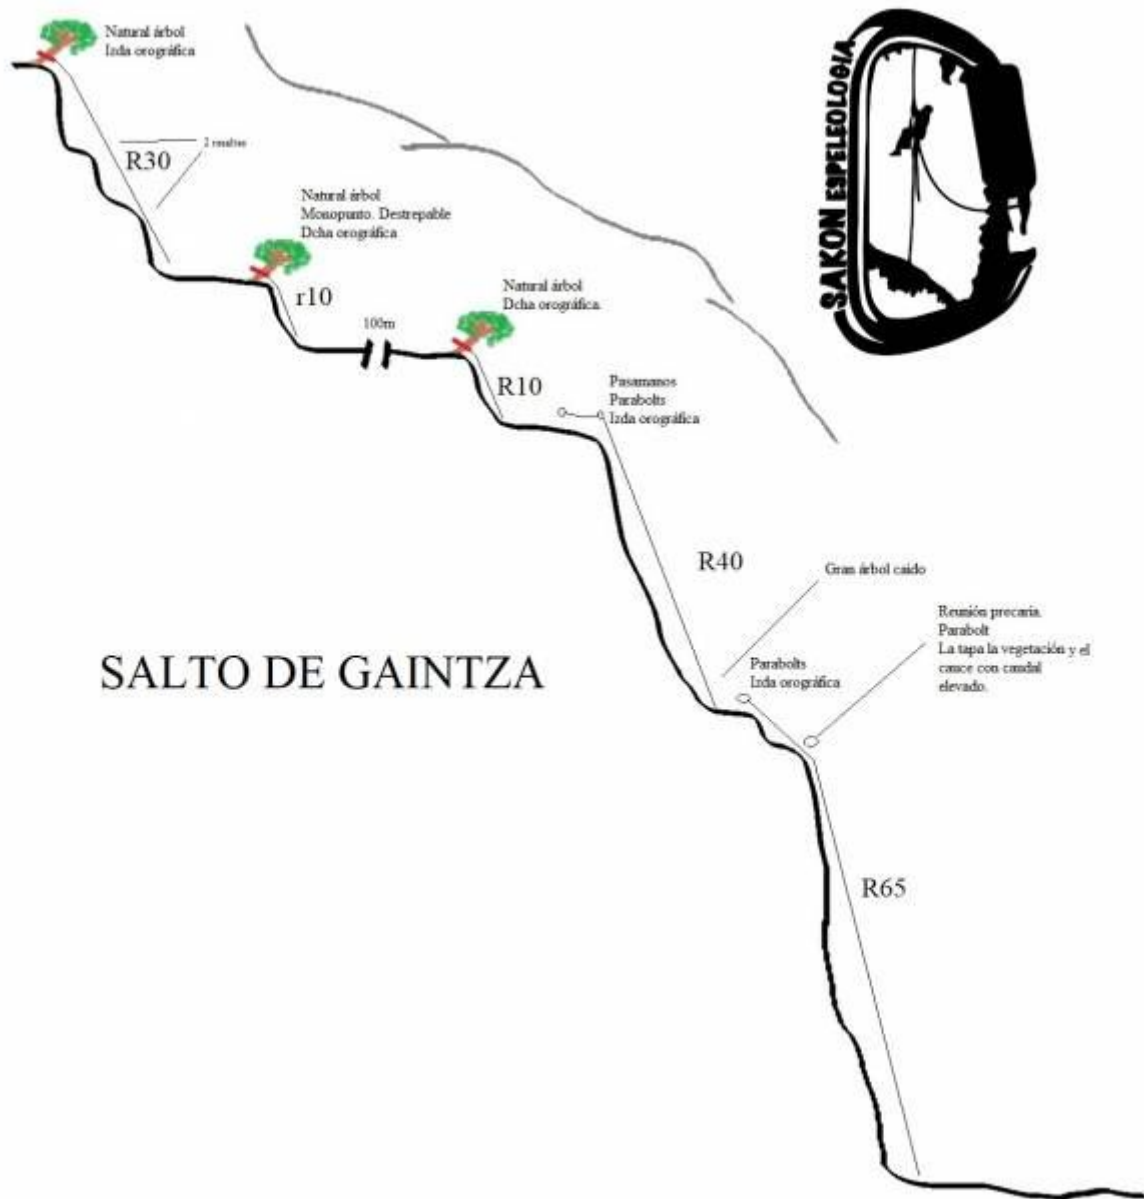 Natural árbol
Izda orográfica
SAKON ESPELEOLOGIA
R30
2 resaltes
Natural árbol
Monopunto. Destrepable
Dcha orográfica
r10
Natural árbol
Dcha orográfica.
100m
R10
Pasamanos
Parabolts
Izda orográfica
R40
Gran árbol caido
Reunión precaria.
Parabolt
La tapa la vegetación y el
cauce con caudal
elevado.
Parabolts
Izda orográfica
SALTO DE GAINTZA
R65